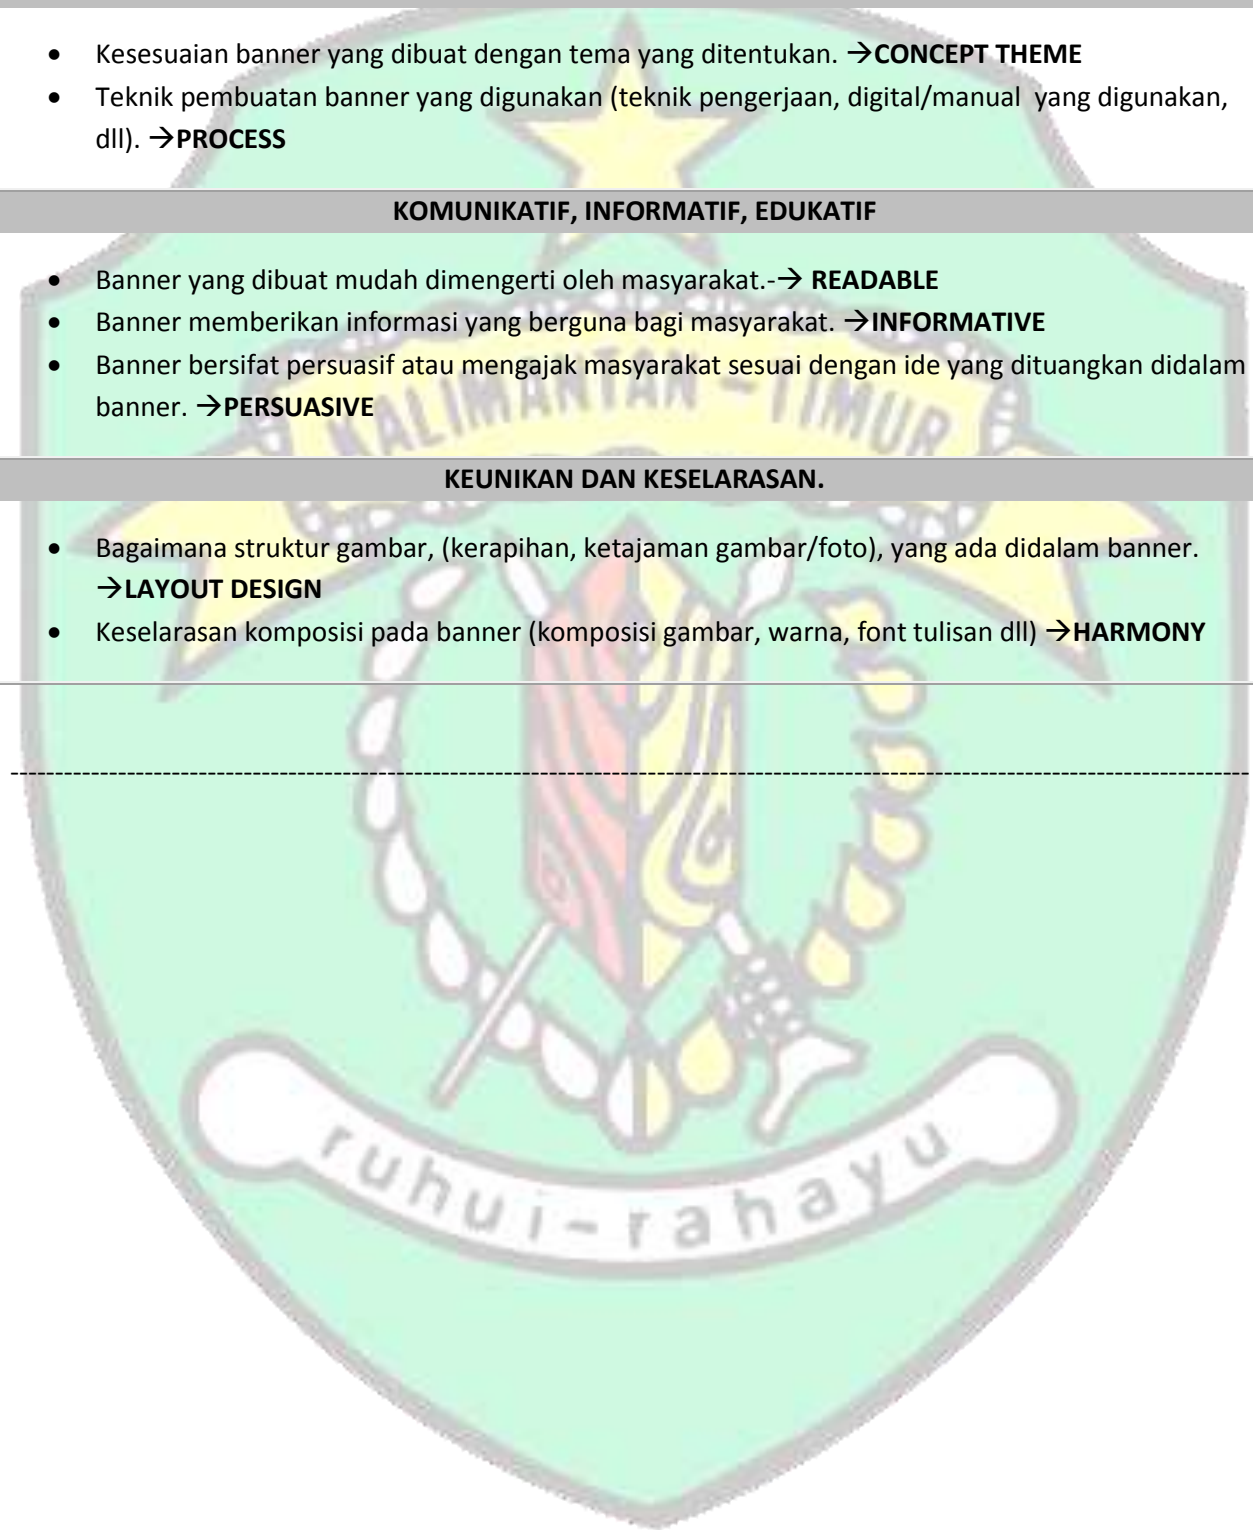 • Kesesuaian banner yang dibuat dengan tema yang ditentukan. →CONCEPT THEME
• Teknik pembuatan banner yang digunakan (teknik pengerjaan, digital/manual yang digunakan,
dll). →PROCESS
KOMUNIKATIF, INFORMATIF, EDUKATIF
• Banner yang dibuat mudah dimengerti oleh masyarakat.-→ READABLE
• Banner memberikan informasi yang berguna bagi masyarakat. →INFORMATIVE
• Banner bersifat persuasif atau mengajak masyarakat sesuai dengan ide yang dituangkan didalam
banner. →PERSUASIVE
KALIMANTAN - TIMUR
KEUNIKAN DAN KESELARASAN.
• Bagaimana struktur gambar, (kerapihan, ketajaman gambar/foto), yang ada didalam banner.
→LAYOUT DESIGN
• Keselarasan komposisi pada banner (komposisi gambar, warna, font tulisan dll) →HARMONY
ruhui-rahayu